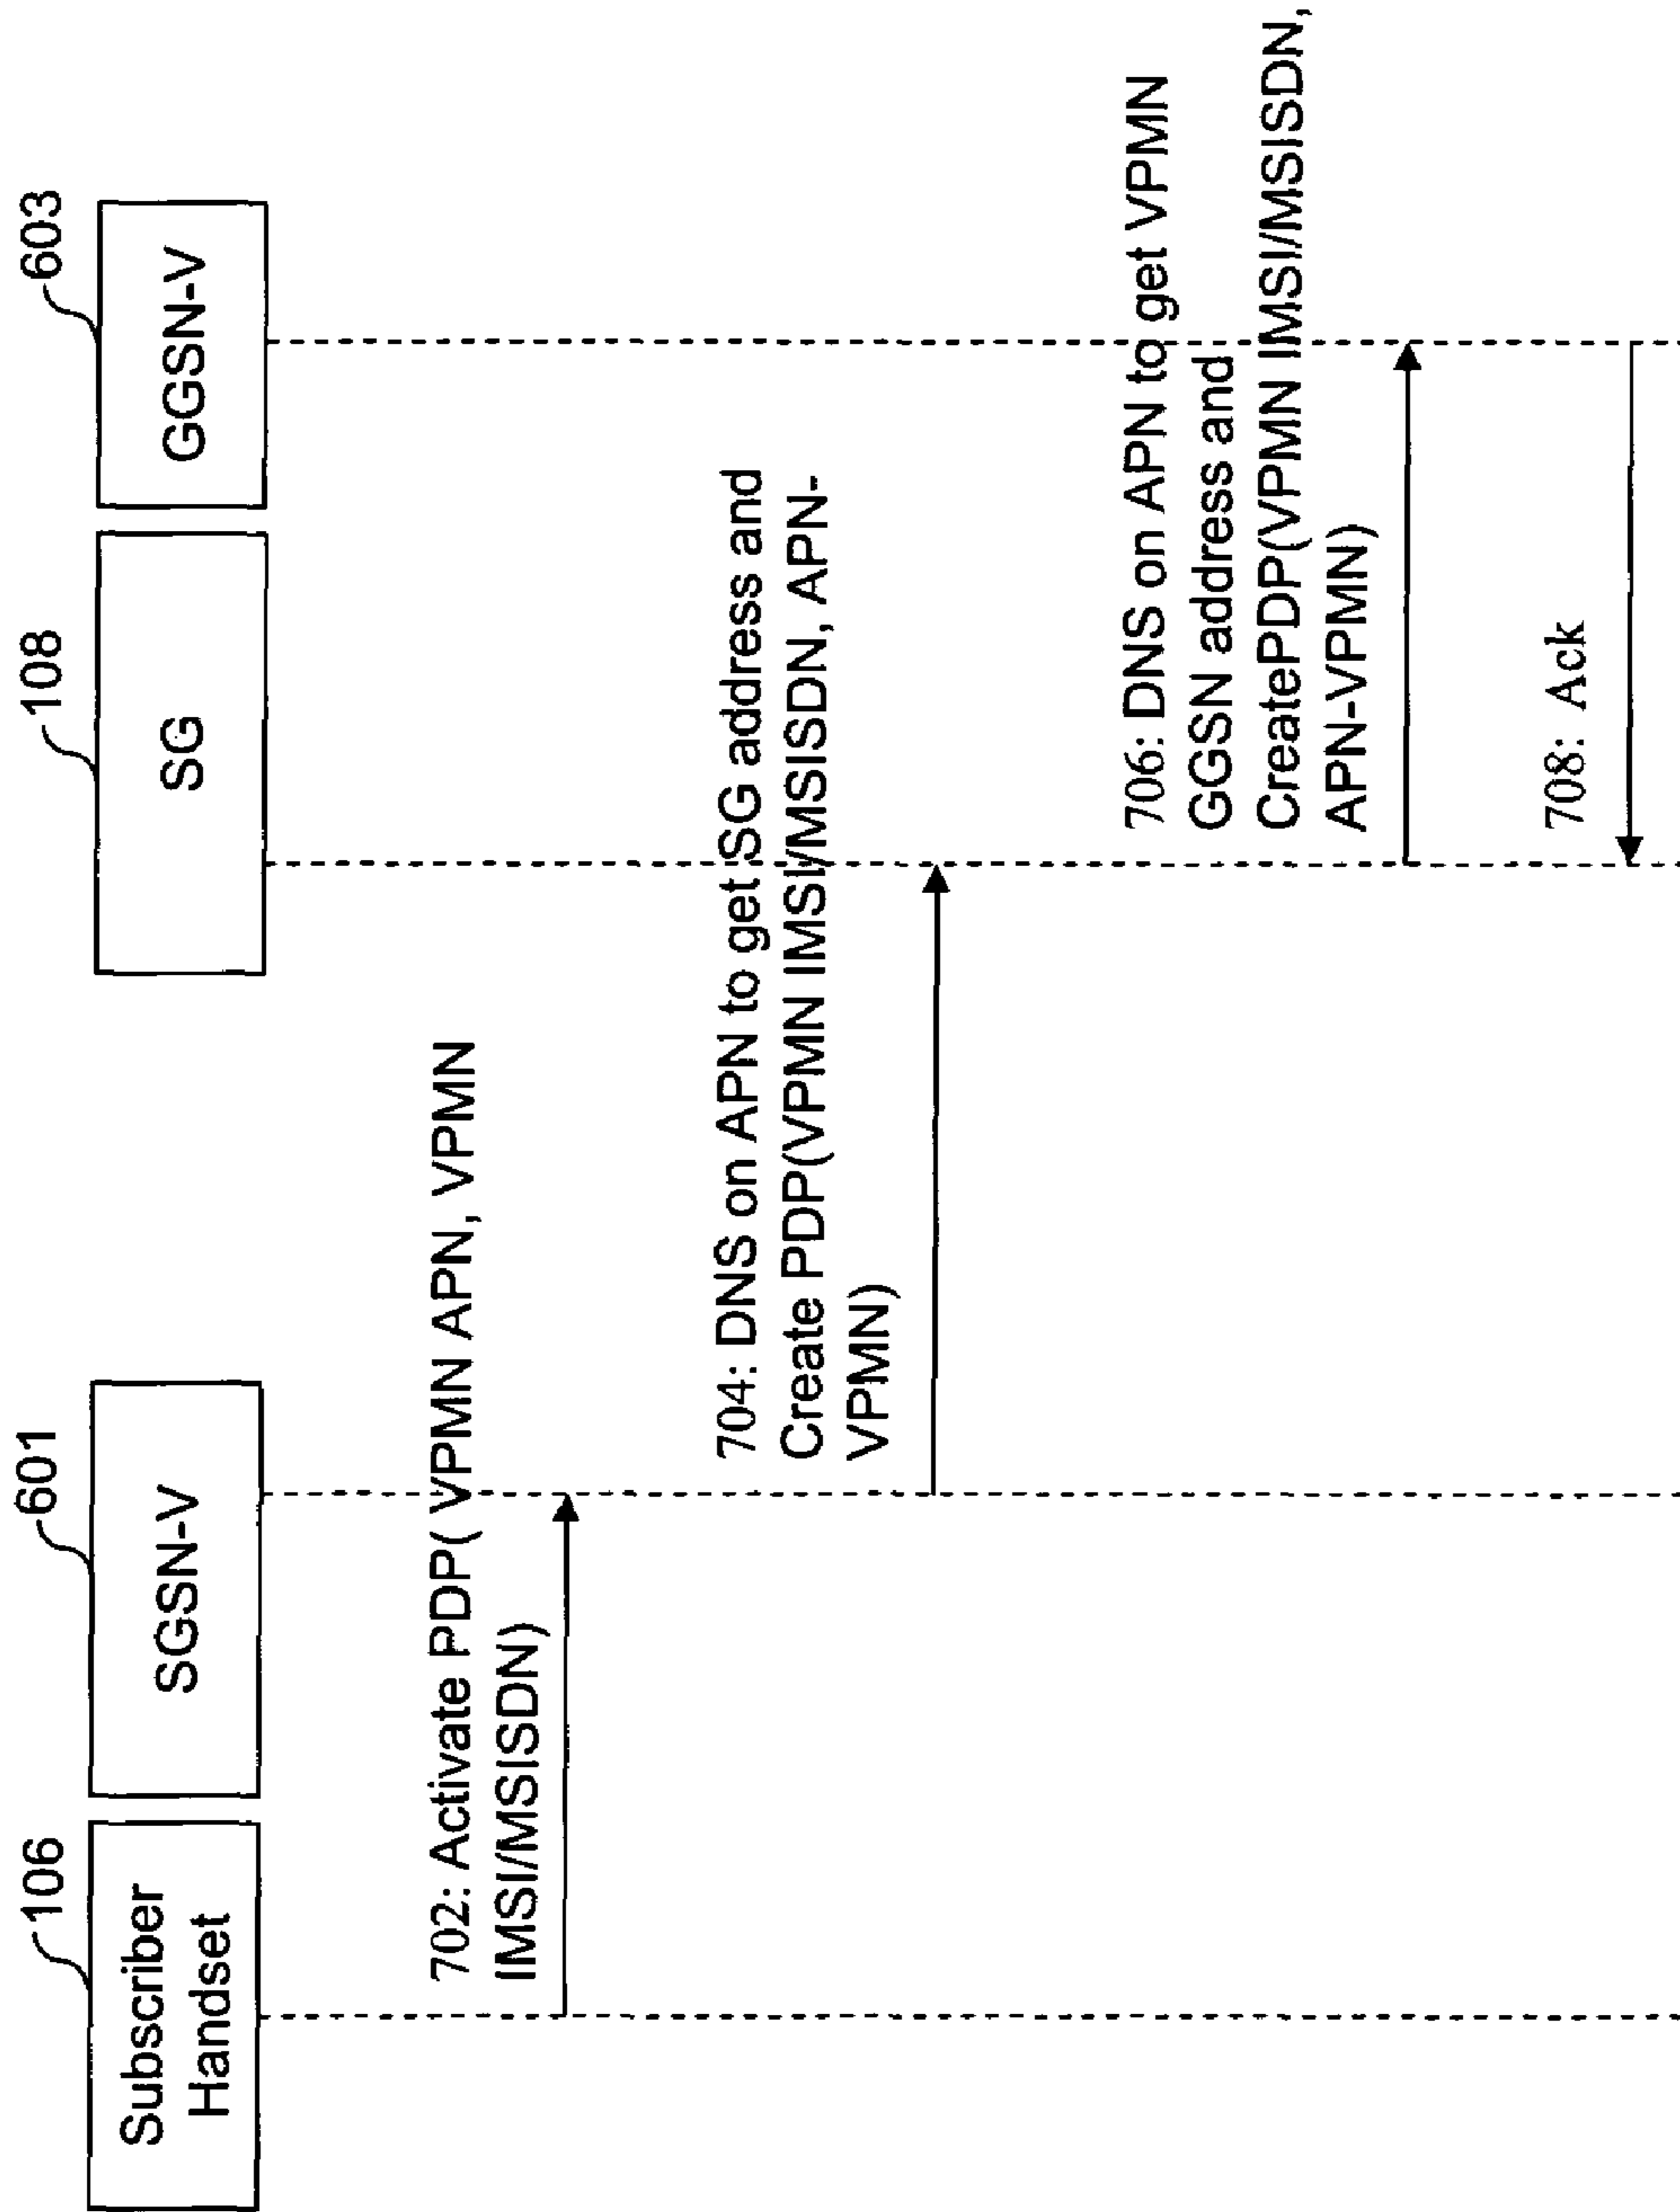 106
601
108
603
Subscriber
Handset
SGSN-V
SG
GGSN-V
702: Activate PDP( VPMN APN, VPMN
IMSI/MSISDN)
704: DNS on APN to get SG address and
Create PDP(VPMN IMSI/MSISDN, APN-
VPMN)
706: DNS on APN to get VPMN
GGSN address and
CreatePDP(VPMN IMSI/MSISDN,
APN-VPMN)
708: Ack